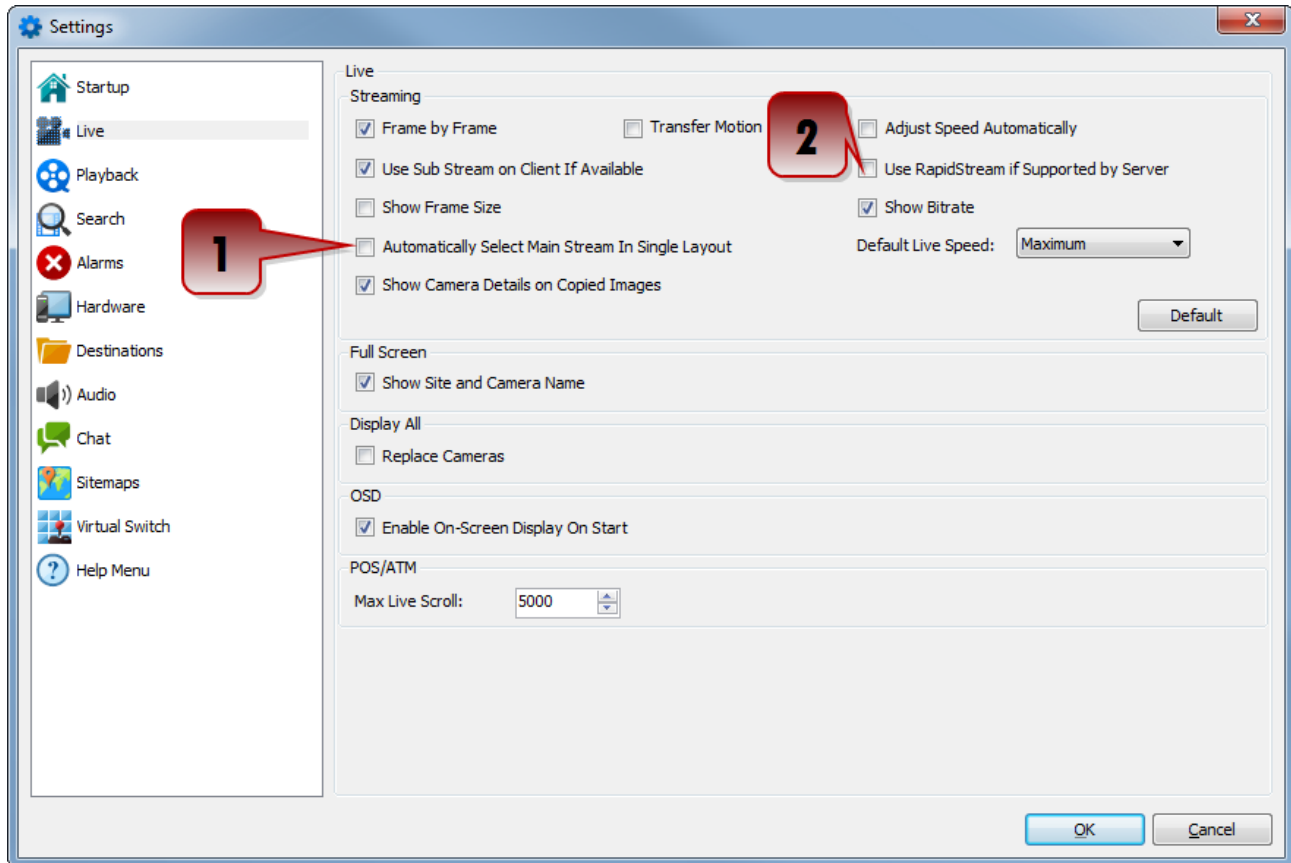 Settings
Startup
Live
Playback
Search
Alarms
Hardware
Destinations
Audio
Chat
Sitemaps
Virtual Switch
Help Menu
Live
Streaming
Frame by Frame
Transfer Motion
2
Adjust Speed Automatically
Use Sub Stream on Client If Available
Use RapidStream if Supported by Server
Show Frame Size
Show Bitrate
1
Automatically Select Main Stream In Single Layout
Default Live Speed:
Maximum
Show Camera Details on Copied Images
Default
Full Screen
Show Site and Camera Name
Display All
Replace Cameras
OSD
Enable On-Screen Display On Start
POS/ATM
Max Live Scroll:
5000
OK
Cancel